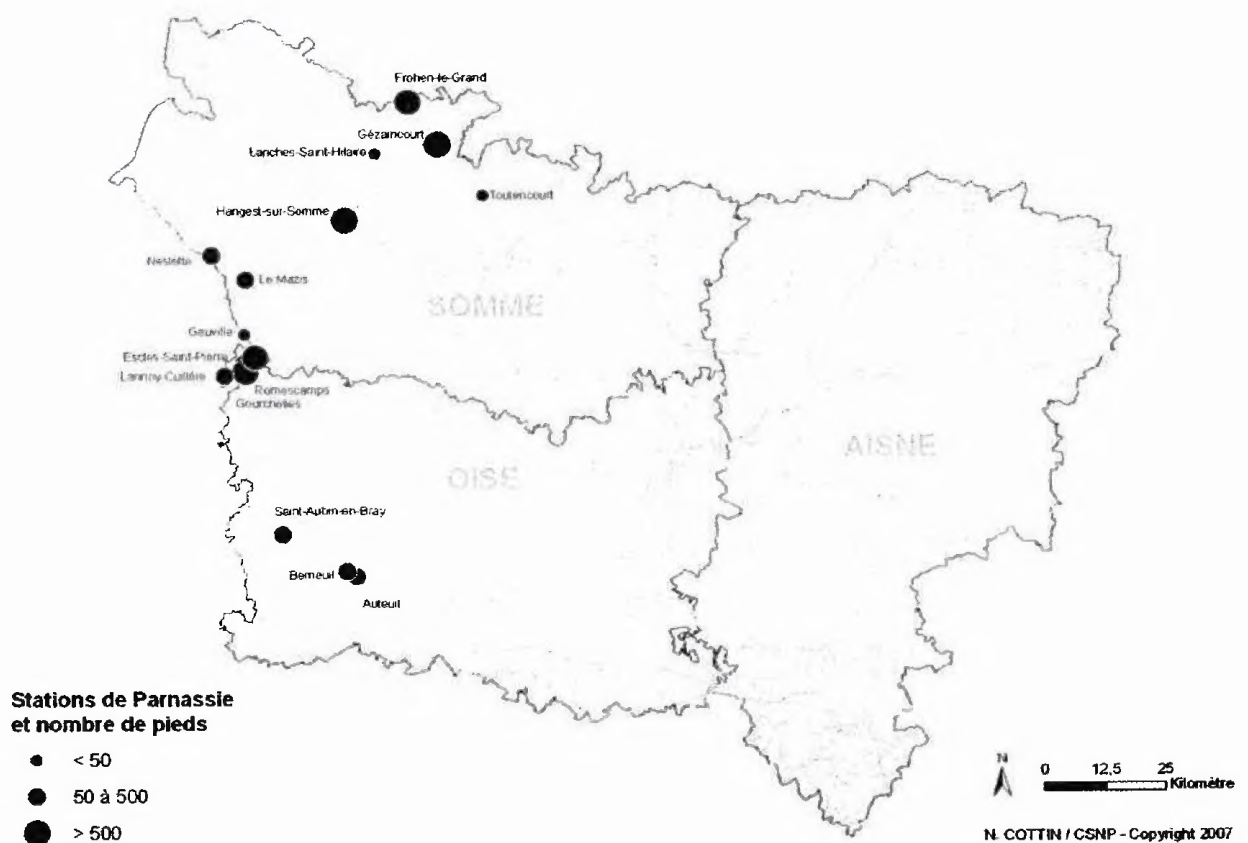 Frohen-le-Grand
Gézaincourt
Lanches-Saint-Hilaire
Toutencourt
Hangest-sur-Somme
Neslette
Le Mazis
SOMME
Gauville
Escles-Saint-Pierre
Lannoy-Cuillère
Romescamps
Gourchelles
AISNE
OISE
Saint-Aubin-en-Bray
Berneuil
Auteuil
Stations de Parnassie
et nombre de pieds
< 50
50 à 500
> 500
N
0 12,5 25
Kilomètre
N. COTTIN / CSNP - Copyright 2007